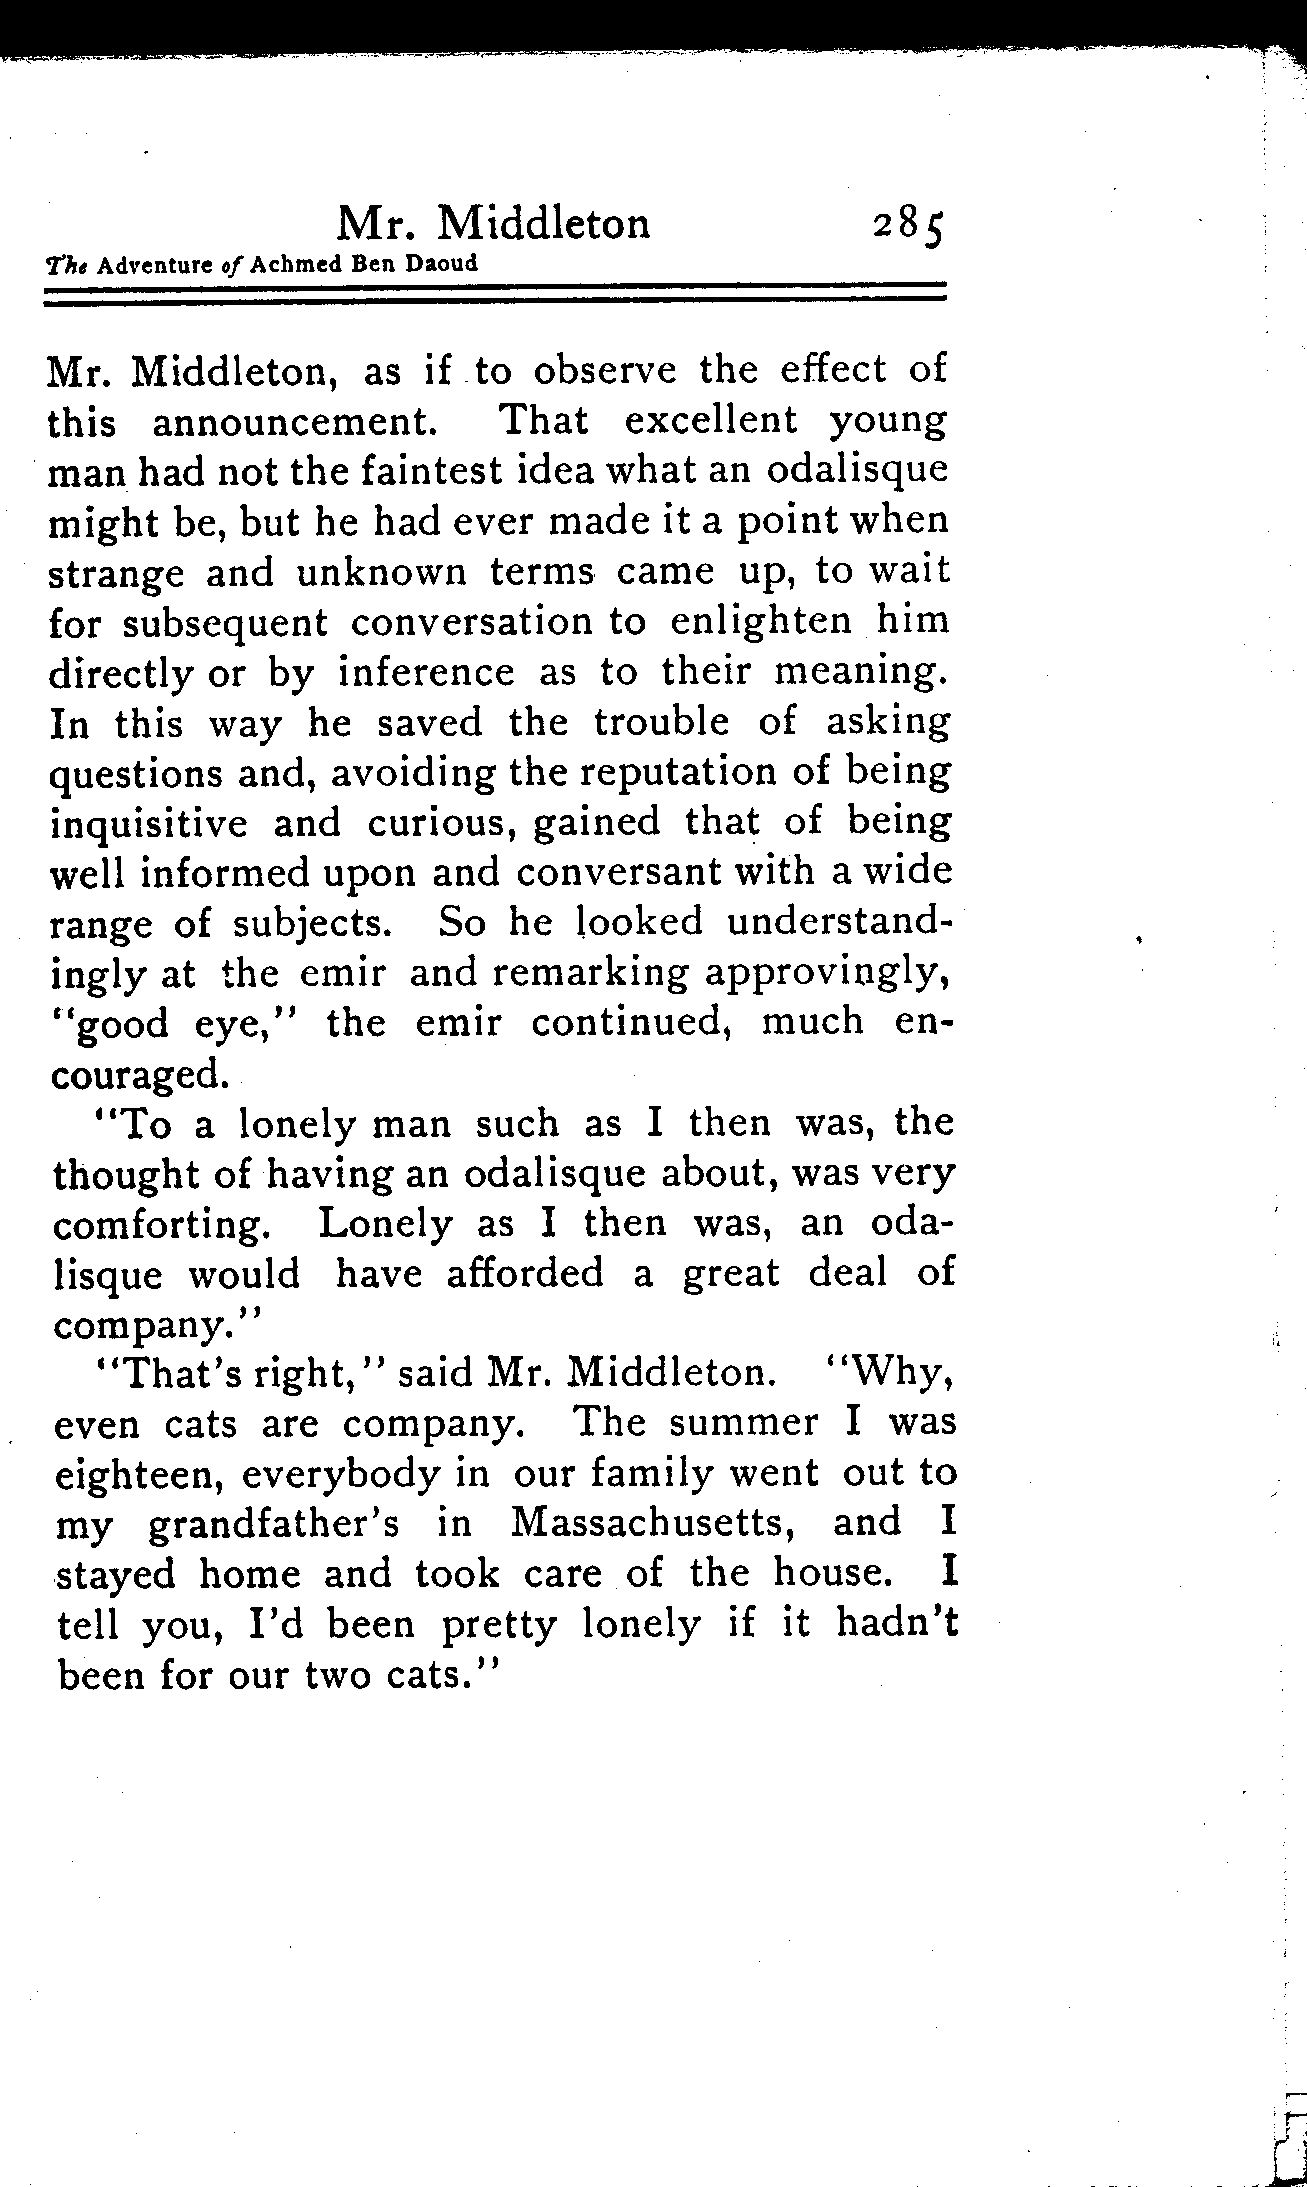 Mr. Middleton 285
The Adventure of Achmed Ben Daoud
Mr. Middleton, as if to observe the effect of
this announcement. That excellent young
man had not the faintest idea what an odalisque
might be, but he had ever made it a point when
strange and unknown terms came up, to wait
for subsequent conversation to enlighten him
directly or by inference as to their meaning.
In this way he saved the trouble of asking
questions and, avoiding the reputation of being
inquisitive and curious, gained that of being
well informed upon and conversant with a wide
range of subjects. So he looked understand-
ingly at the emir and remarking approvingly,
"good eye," the emir continued, much en-
couraged.
"To a lonely man such as I then was, the
thought of having an odalisque about, was very
comforting. Lonely as I then was, an oda-
lisque would have afforded a great deal of
company."
"That's right," said Mr. Middleton. "Why,
even cats are company. The summer I was
eighteen, everybody in our family went out to
my grandfather's in Massachusetts, and I
stayed home and took care of the house. I
tell you, I'd been pretty lonely if it hadn't
been for our two cats."